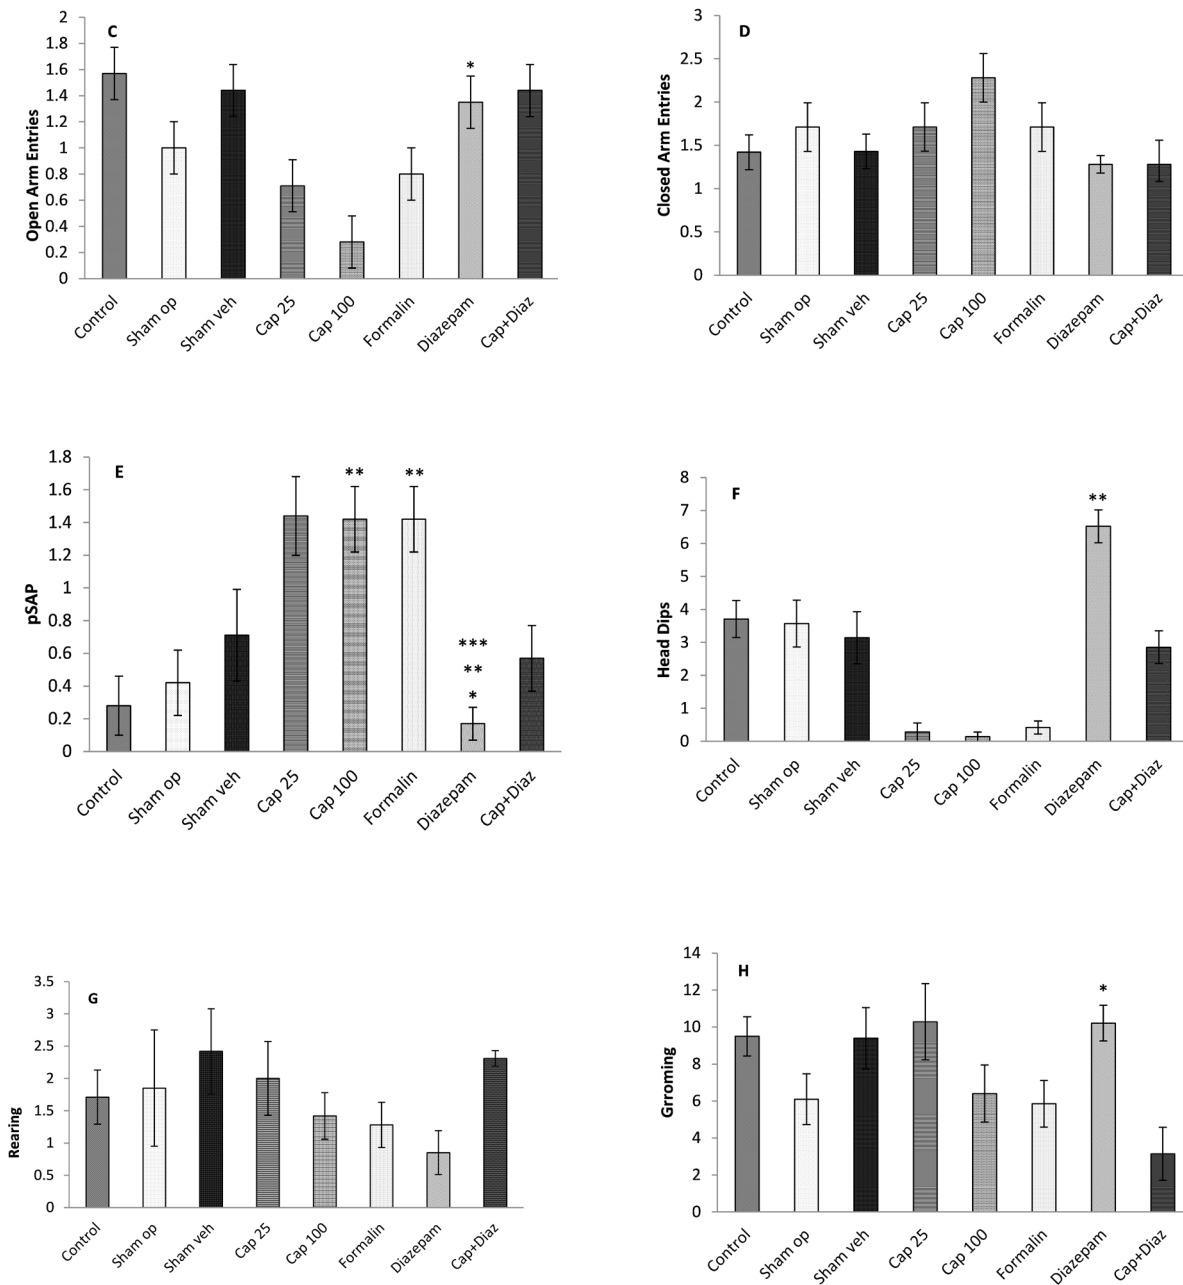 C
Open Arm Entries
2
1.8
1.6
1.4
1.2
1
0.8
0.6
0.4
0.2
0
*
Control
Sham op
Sham veh
Cap 25
Cap 100
Formalin
Diazepam
Cap+Diaz
D
Closed Arm Entries
3
2.5
2
1.5
1
0.5
0
Control
Sham op
Sham veh
Cap 25
Cap 100
Formalin
Diazepam
Cap+Diaz
E
pSAP
1.8
1.6
1.4
1.2
1
0.8
0.6
0.4
0.2
0
**
**
***
**
*
Control
Sham op
Sham veh
Cap 25
Cap 100
Formalin
Diazepam
Cap+Diaz
F
Head Dips
8
7
6
5
4
3
2
1
0
**
Control
Sham op
Sham veh
Cap 25
Cap 100
Formalin
Diazepam
Cap+Diaz
G
Rearing
3.5
3
2.5
2
1.5
1
0.5
0
Control
Sham op
Sham veh
Cap 25
Cap 100
Formalin
Diazepam
Cap+Diaz
H
Grroming
14
12
10
8
6
4
2
0
*
Control
Sham op
Sham veh
Cap 25
Cap 100
Formalin
Diazepam
Cap+Diaz